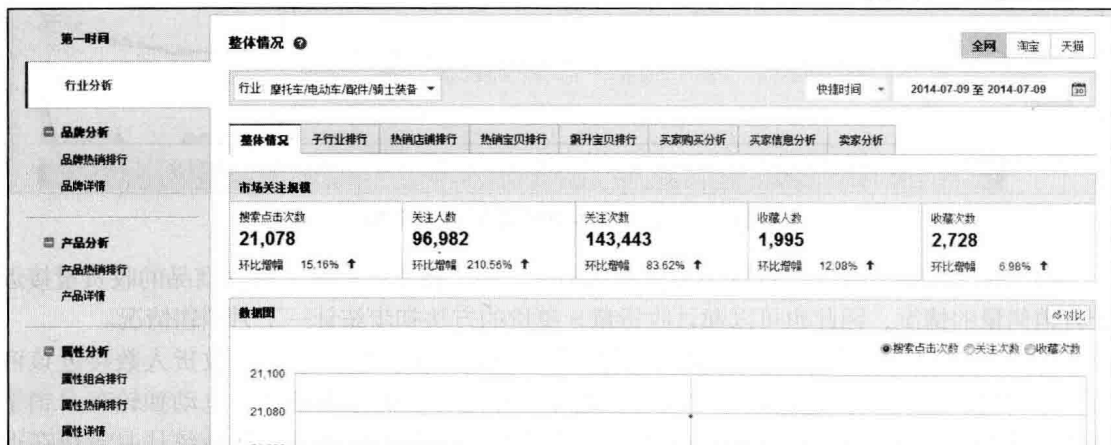 第一时间
行业分析
品牌分析
品牌热销排行
品牌详情
产品分析
产品热销排行
产品详情
属性分析
属性组合排行
属性热销排行
属性详情
整体情况 ?
全网 淘宝 天猫
行业 摩托车/电动车/配件/骑士装备
快捷时间 2014-07-09 至 2014-07-09
整体情况 子行业排行 热销店铺排行 热销宝贝排行 飙升宝贝排行 买家购买分析 买家信息分析 卖家分析
市场关注规模
搜索点击次数 关注人数 关注次数 收藏人数 收藏次数
21,078 96,982 143,443 1,995 2,728
环比增幅 15.16% ↑ 环比增幅 210.56% ↑ 环比增幅 83.62% ↑ 环比增幅 12.08% ↑ 环比增幅 6.98% ↑
数据图
对比
搜索点击次数 关注次数 收藏次数
21,100
21,080